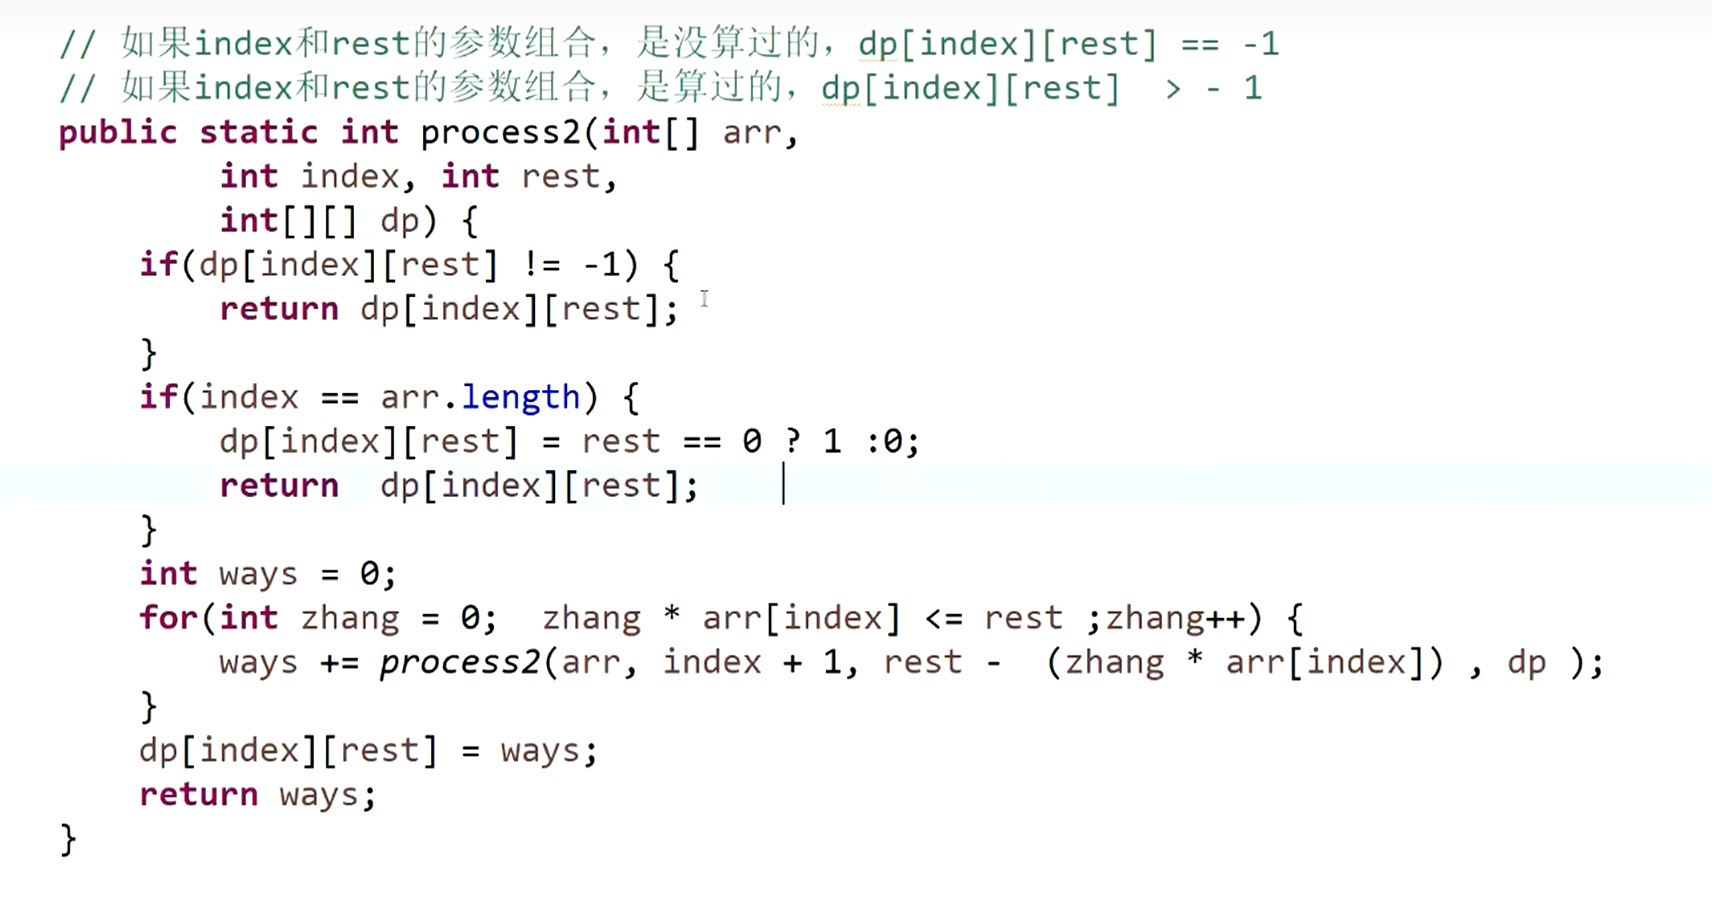 // 如果index和rest的参数组合，是没算过的，dp[index][rest] == -1
// 如果index和rest的参数组合，是算过的，dp[index][rest]  > - 1
public static int process2(int[] arr,
        int index, int rest,
        int[][] dp) {
    if(dp[index][rest] != -1) {
        return dp[index][rest];
    }
    if(index == arr.length) {
        dp[index][rest] = rest == 0 ? 1 :0;
        return  dp[index][rest];
    }
    int ways = 0;
    for(int zhang = 0;  zhang * arr[index] <= rest ;zhang++) {
        ways += process2(arr, index + 1, rest -  (zhang * arr[index]) , dp );
    }
    dp[index][rest] = ways;
    return ways;
}